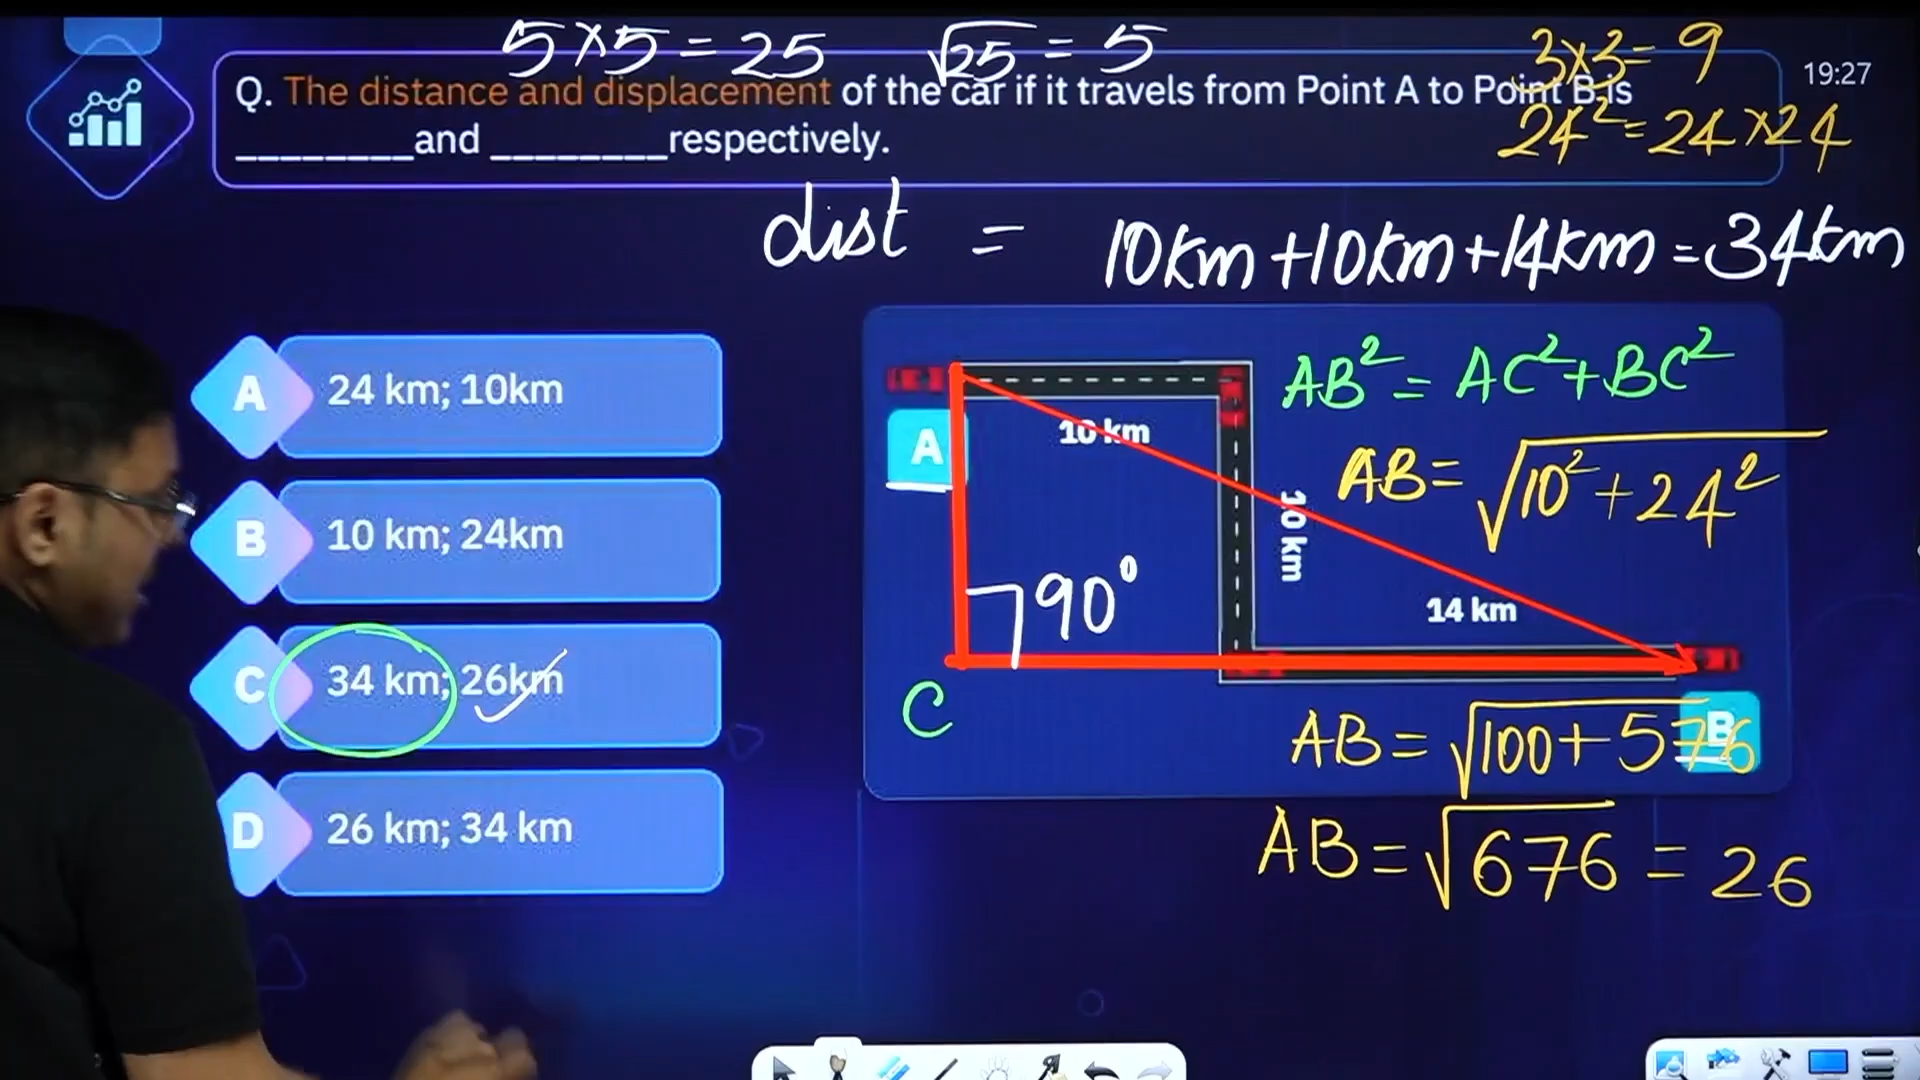 5×5=25 √25=5
3×3=9
24²=24×24
19:27
Q. The distance and displacement of the car if it travels from Point A to Point B is
________and ________respectively.
dist = 10km+10km+14km=34km
A 24 km; 10km
B 10 km; 24km
C 34 km; 26km
D 26 km; 34 km
A
10 km
10 km
14 km
90°
C
B
AB²=AC²+BC²
AB=√10²+24²
AB=√100+576
AB=√676=26